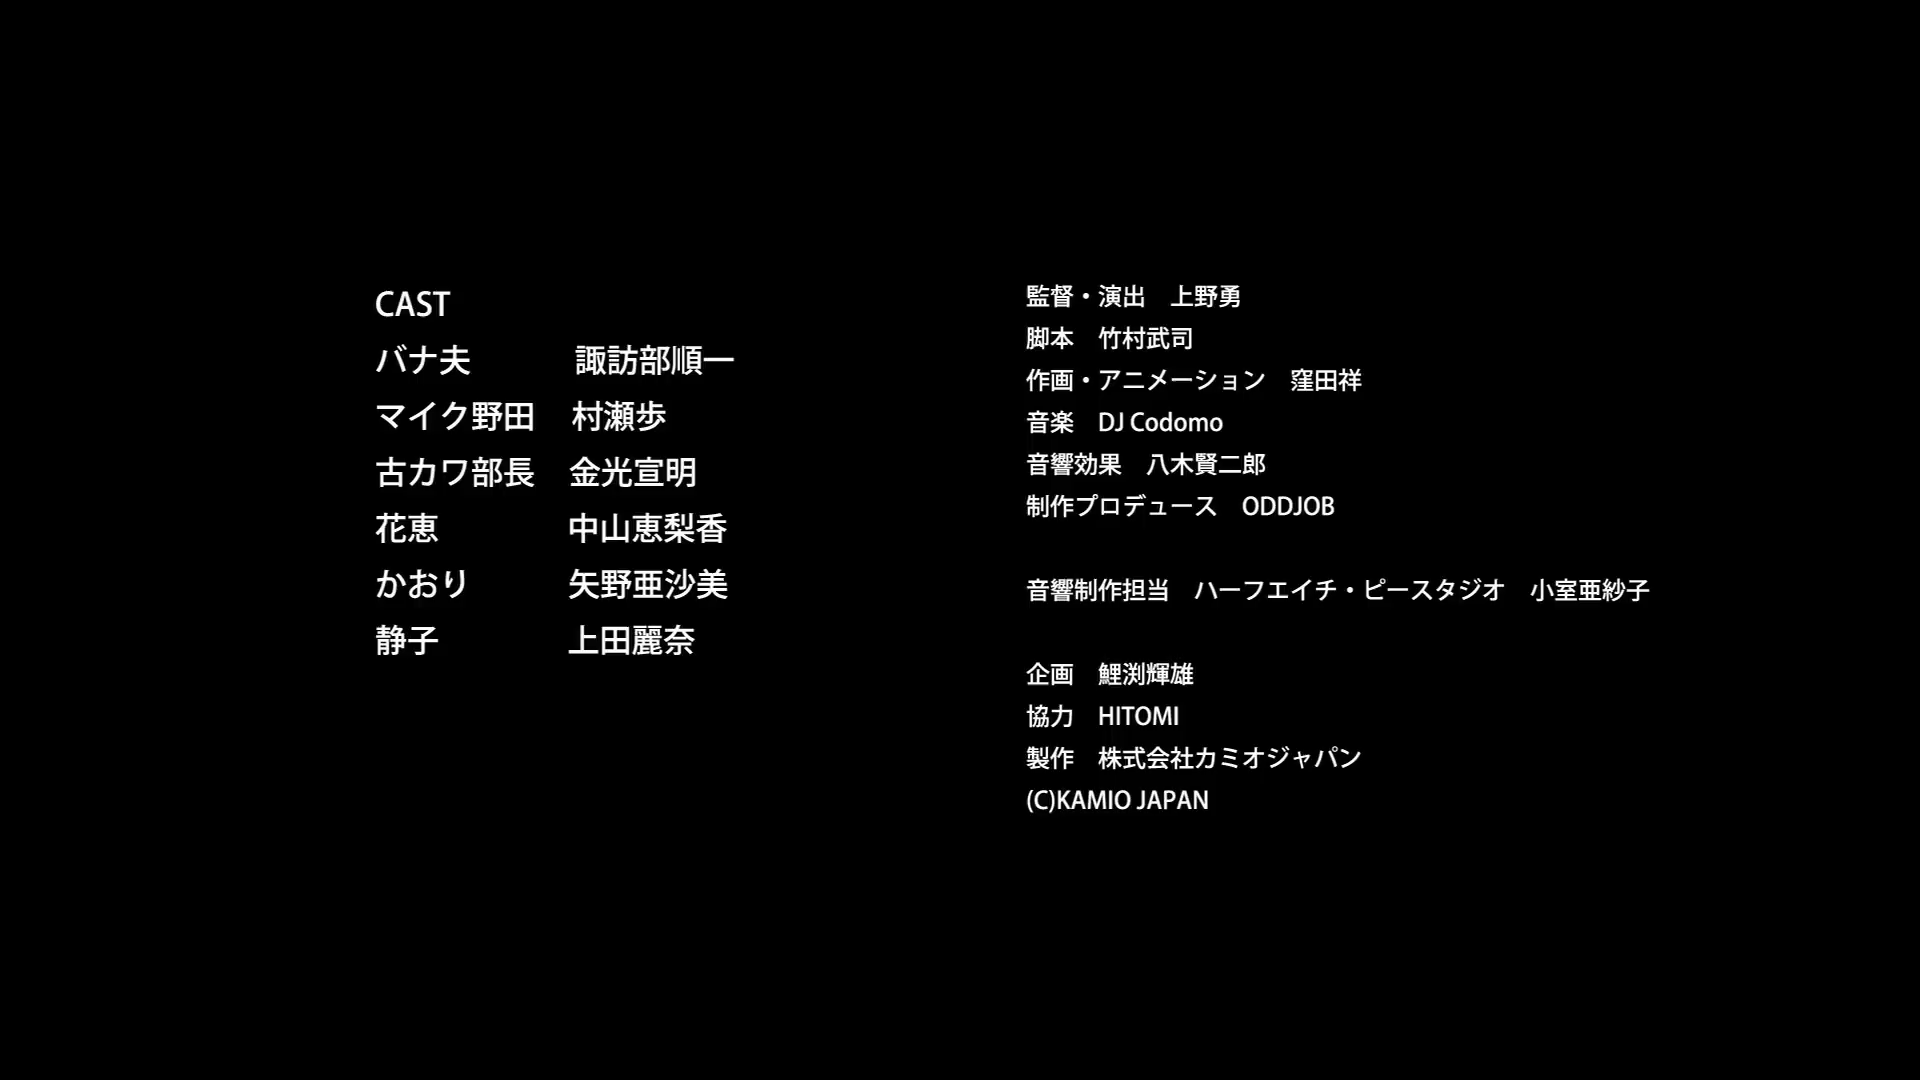 CAST
バナ夫　諏訪部順一
マイク野田　村瀬歩
古カワ部長　金光宣明
花恵　中山恵梨香
かおり　矢野亜沙美
静子　上田麗奈
監督・演出　上野勇
脚本　竹村武司
作画・アニメーション　窪田祥
音楽　DJ Codomo
音響効果　八木賢二郎
制作プロデュース　ODDJOB
音響制作担当　ハーフエイチ・ピースタジオ　小室亜紗子
企画　鯉渕輝雄
協力　HITOMI
製作　株式会社カミオジャパン
(C)KAMIO JAPAN